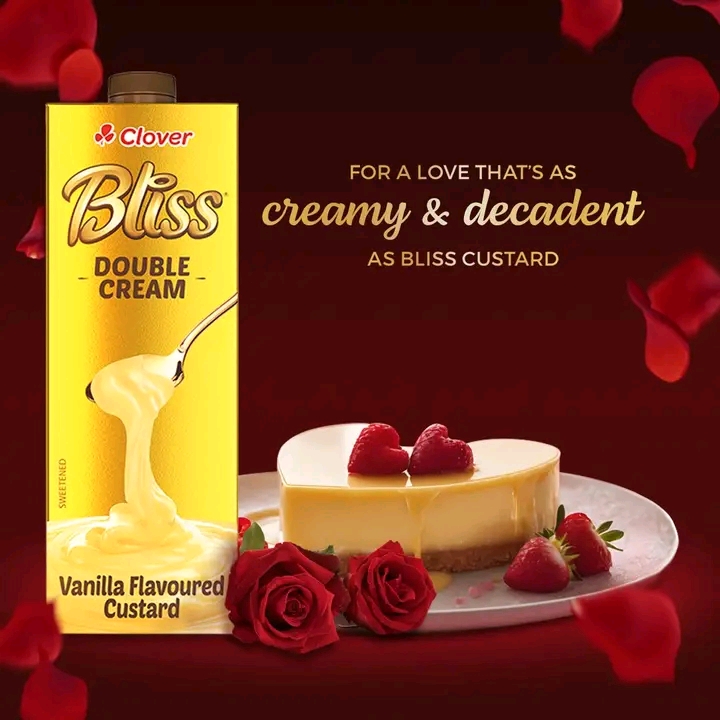 Clover
Bliss
DOUBLE
CREAM
SWEETENED
Vanilla Flavoured
Custard
FOR A LOVE THAT'S AS
creamy & decadent
AS BLISS CUSTARD